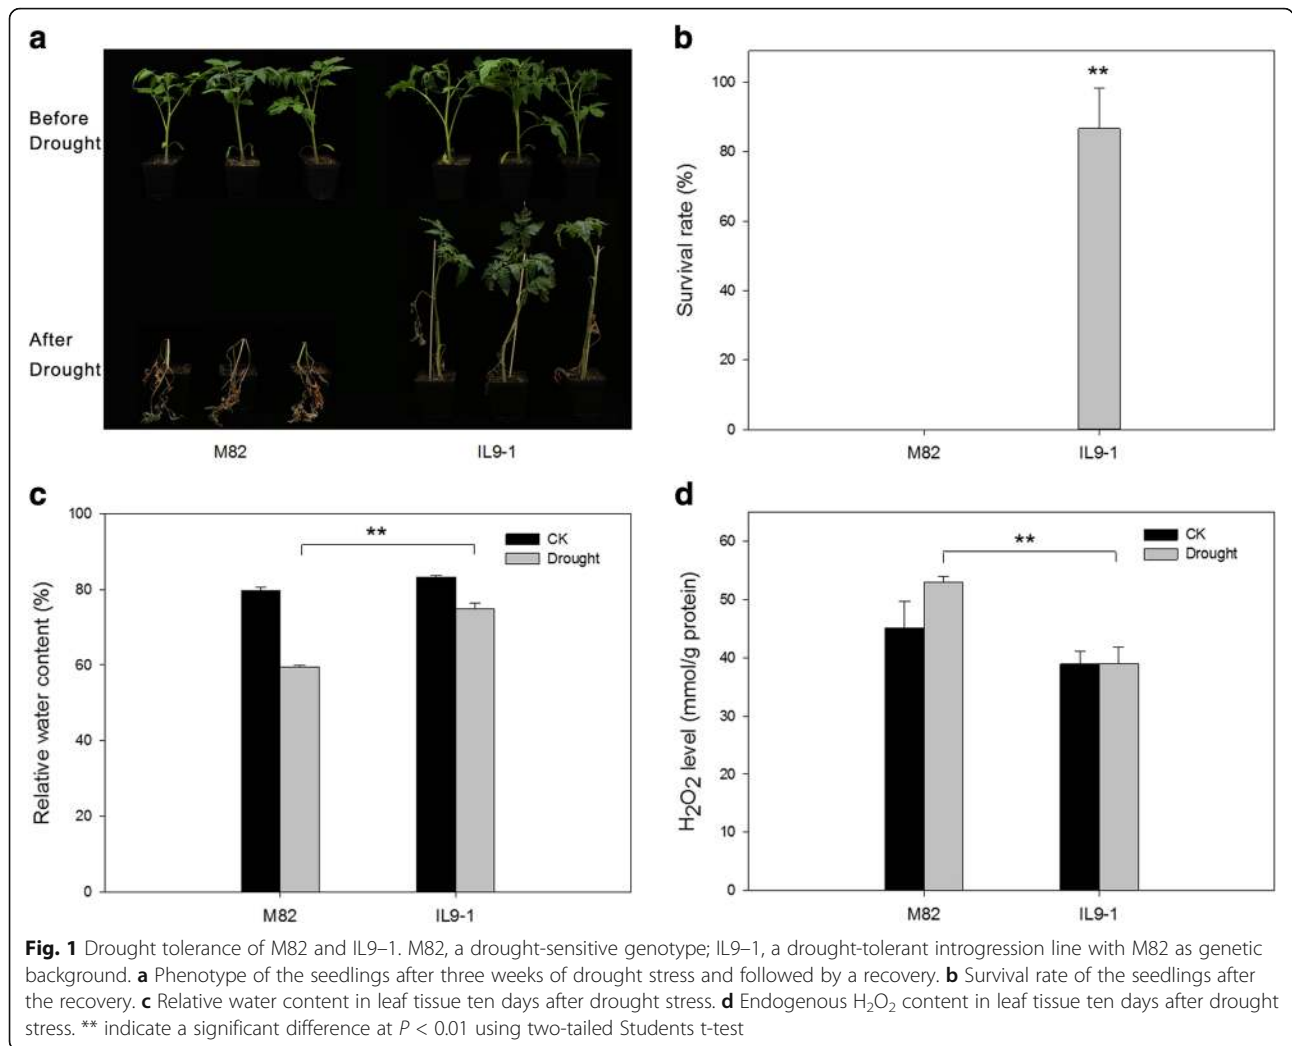 a
Before
Drought
After
Drought
M82 IL9-1
b
**
100
80
60
40
20
0
Survival rate (%)
M82 IL9-1
c
100
80
60
40
20
0
Relative water content (%)
**
CK
Drought
M82 IL9-1
d
60
50
40
30
20
10
0
H2O2 level (mmol/g protein)
**
CK
Drought
M82 IL9-1
Fig. 1 Drought tolerance of M82 and IL9–1. M82, a drought-sensitive genotype; IL9–1, a drought-tolerant introgression line with M82 as genetic
background. a Phenotype of the seedlings after three weeks of drought stress and followed by a recovery. b Survival rate of the seedlings after
the recovery. c Relative water content in leaf tissue ten days after drought stress. d Endogenous H2O2 content in leaf tissue ten days after drought
stress. ** indicate a significant difference at P < 0.01 using two-tailed Students t-test